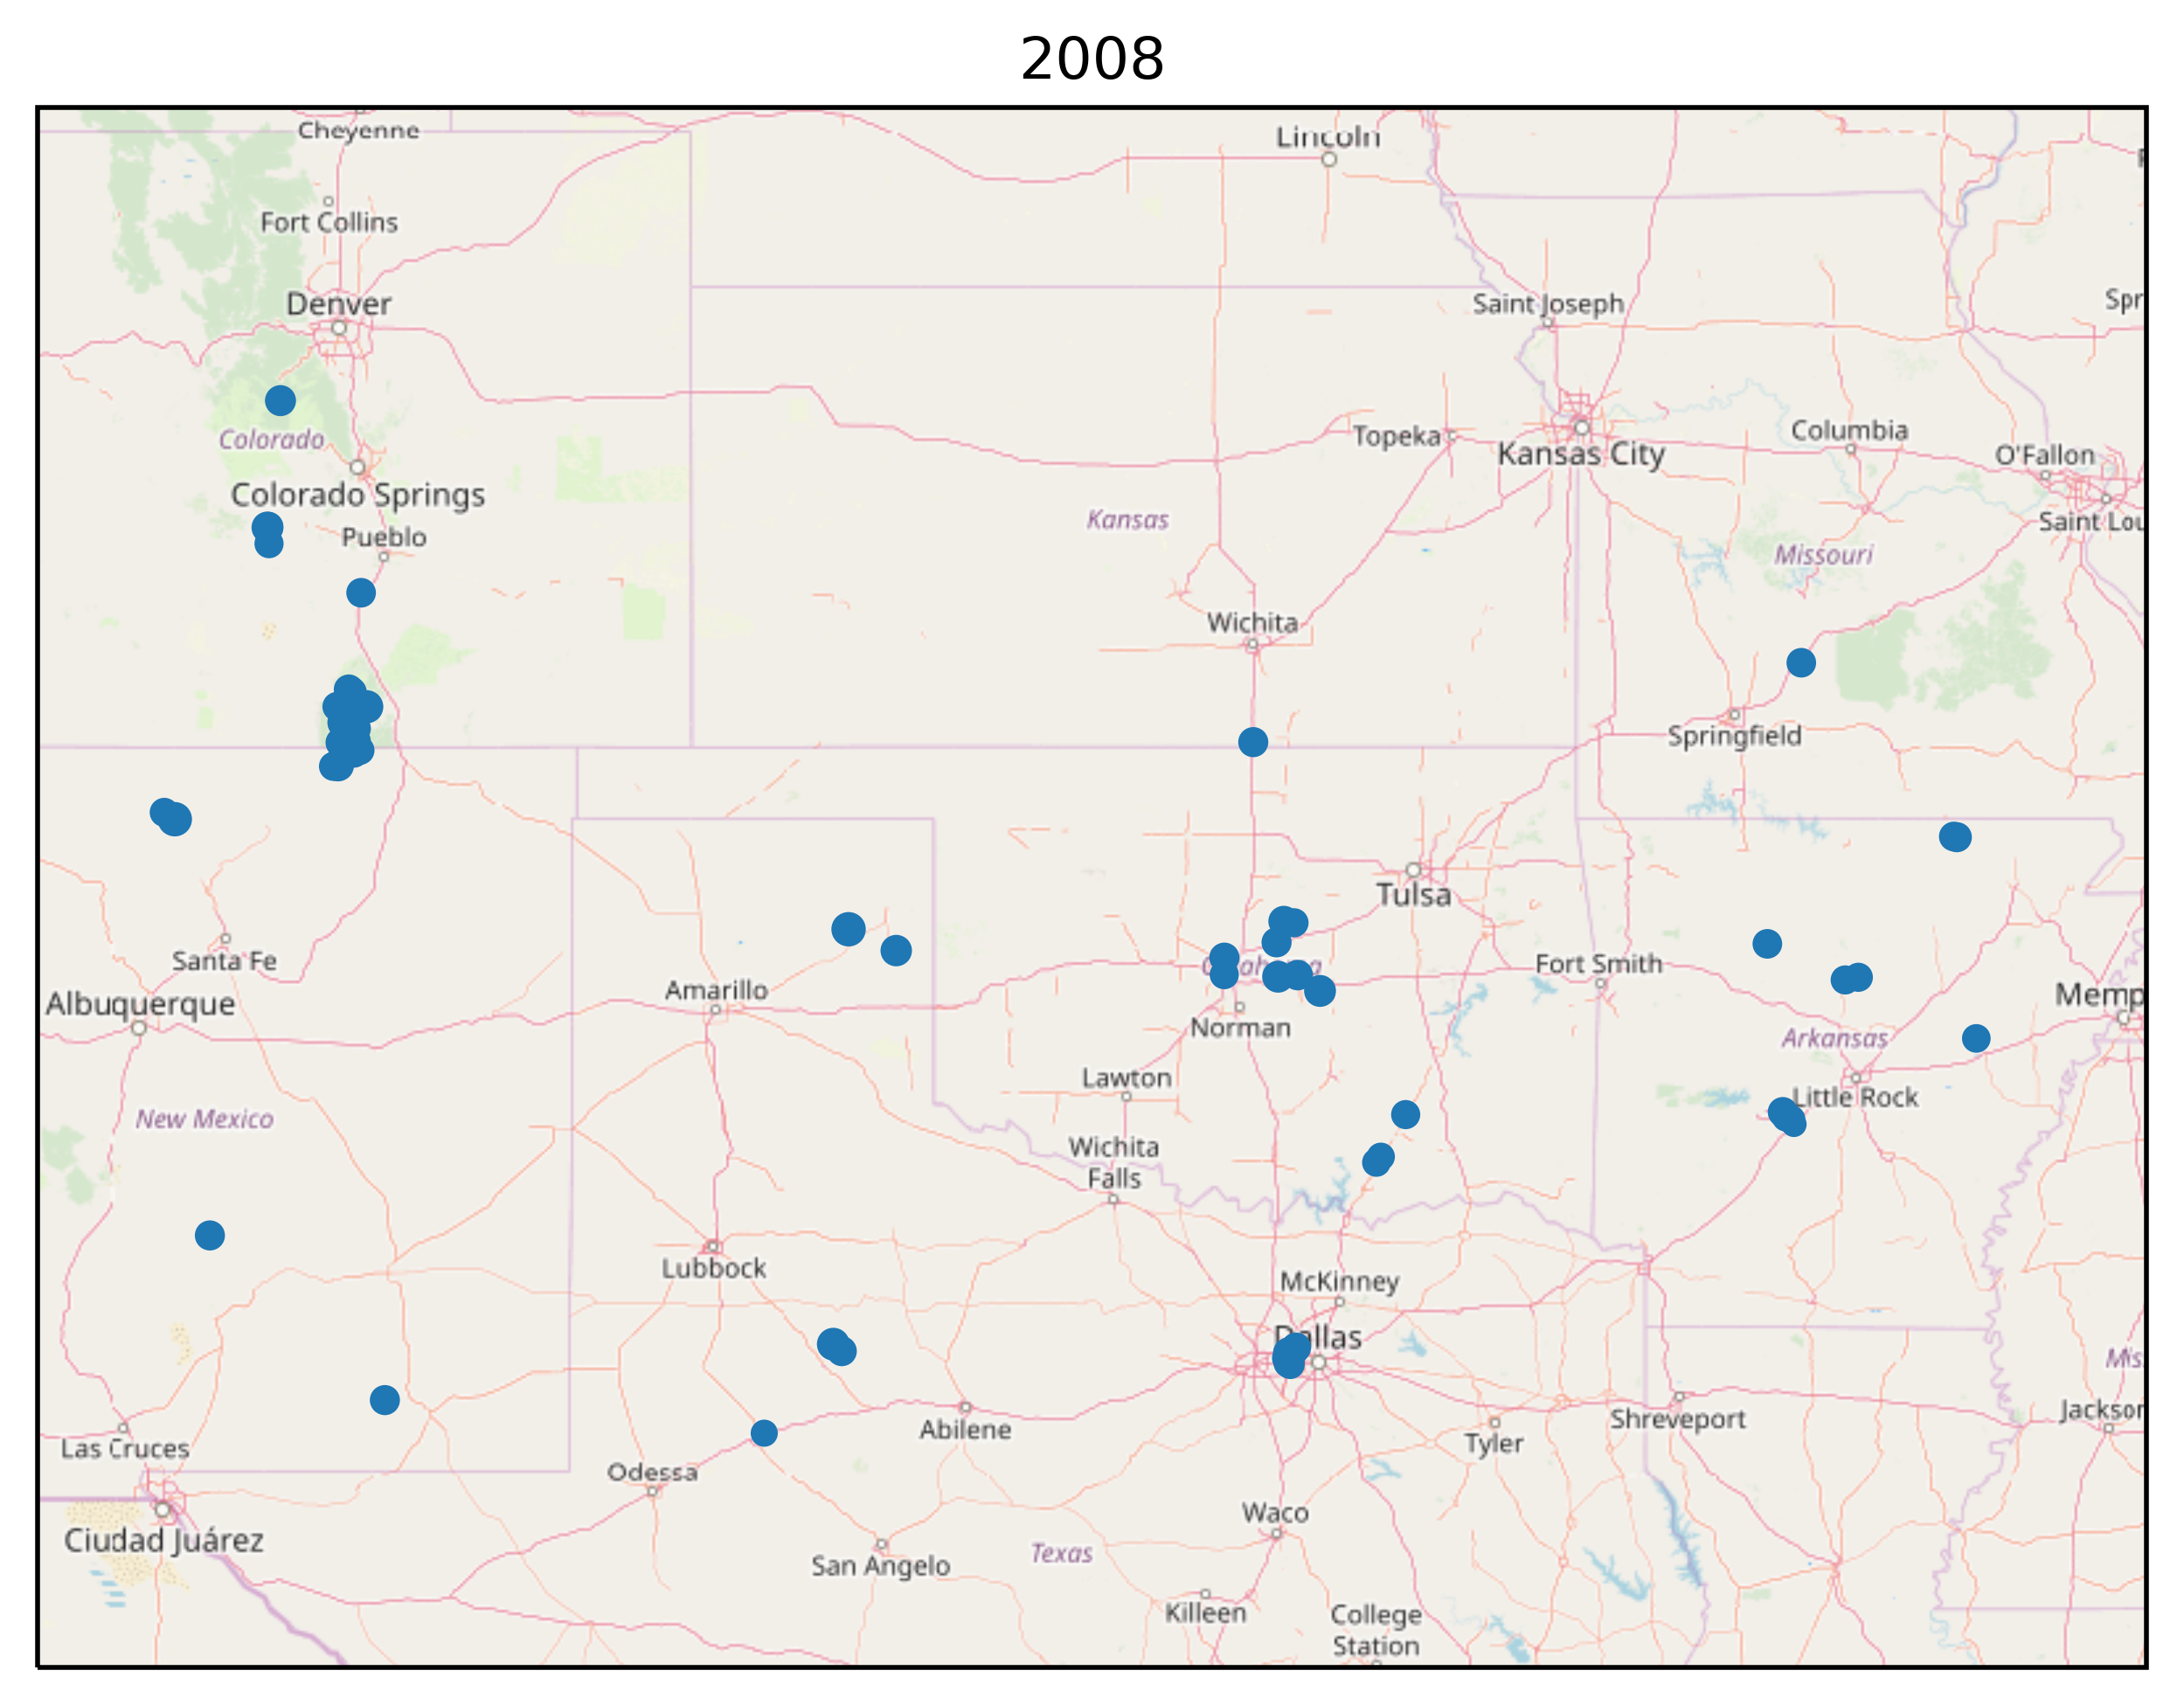 2008
Cheyenne
Lincoln
Fort Collins
Denver
Saint Joseph
Spr
Colorado
Topeka
Columbia
Kansas City
O'Fallon
Colorado Springs
Kansas
Saint Lou
Pueblo
Missouri
Wichita
Springfield
Tulsa
Santa Fe
Fort Smith
Amarillo
Memp
Albuquerque
Norman
Arkansas
Lawton
Little Rock
New Mexico
Wichita
Falls
Lubbock
McKinney
Dallas
Mis
Jackson
Abilene
Shreveport
Las Cruces
Tyler
Odessa
Waco
Ciudad Juárez
Texas
San Angelo
Killeen
College
Station